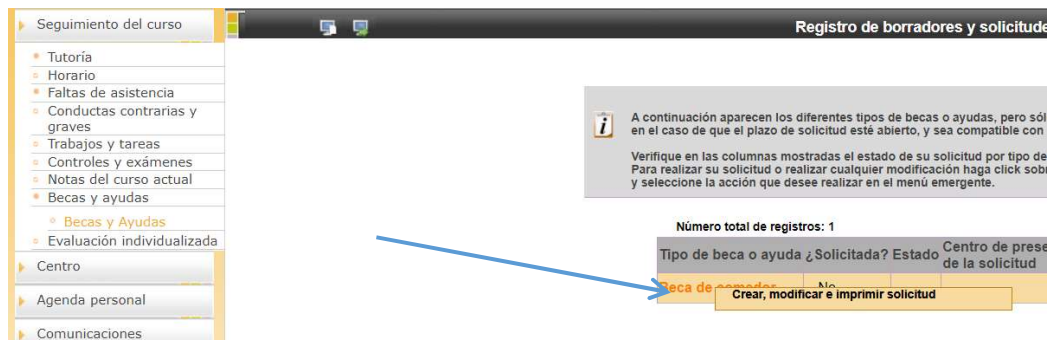 Seguimiento del curso
Tutoría
Horario
Faltas de asistencia
Conductas contrarias y
graves
Trabajos y tareas
Controles y exámenes
Notas del curso actual
Becas y ayudas
Becas y Ayudas
Evaluación individualizada
Centro
Agenda personal
Comunicaciones
Registro de borradores y solicitude
A continuación aparecen los diferentes tipos de becas o ayudas, pero sól
en el caso de que el plazo de solicitud esté abierto, y sea compatible con
Verifique en las columnas mostradas el estado de su solicitud por tipo de
Para realizar su solicitud o realizar cualquier modificación haga click sobr
y seleccione la acción que desee realizar en el menú emergente.
Número total de registros: 1
Tipo de beca o ayuda ¿Solicitada? Estado Centro de prese
de la solicitud
Beca de comedor No
Crear, modificar e imprimir solicitud